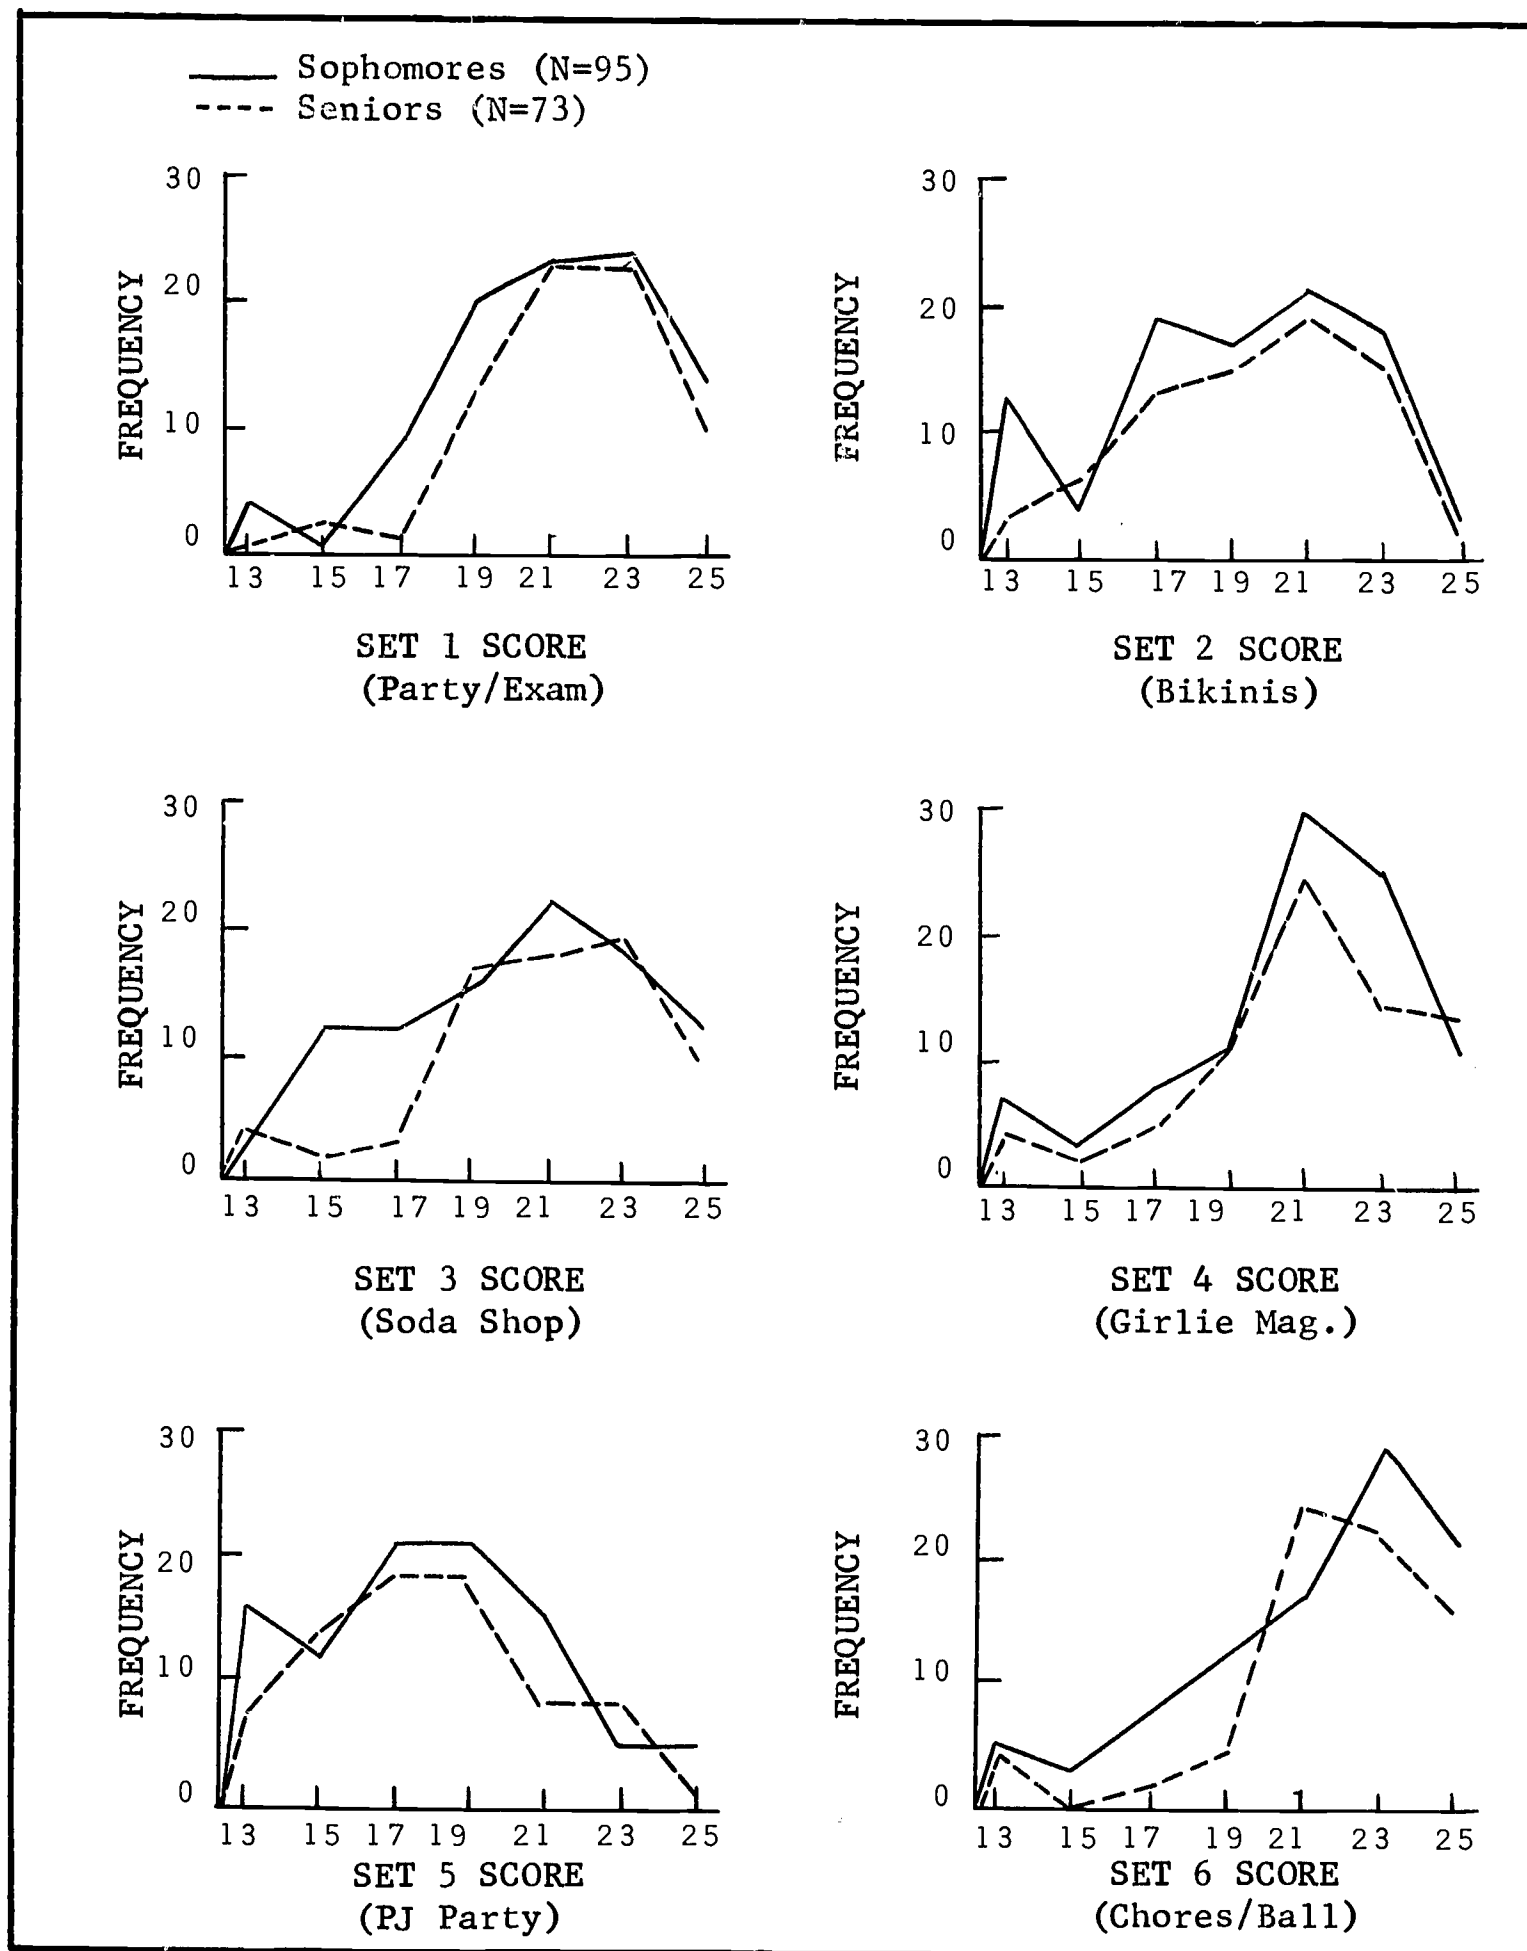 Sophomores (N=95)
Seniors (N=73)
30
20
10
0
FREQUENCY
13 15 17 19 21 23 25
SET 1 SCORE
(Party/Exam)
30
20
10
0
FREQUENCY
13 15 17 19 21 23 25
SET 2 SCORE
(Bikinis)
30
20
10
0
FREQUENCY
13 15 17 19 21 23 25
SET 3 SCORE
(Soda Shop)
30
20
10
0
FREQUENCY
13 15 17 19 21 23 25
SET 4 SCORE
(Girlie Mag.)
30
20
10
0
FREQUENCY
13 15 17 19 21 23 25
SET 5 SCORE
(PJ Party)
30
20
10
0
FREQUENCY
13 15 17 19 21 23 25
SET 6 SCORE
(Chores/Ball)